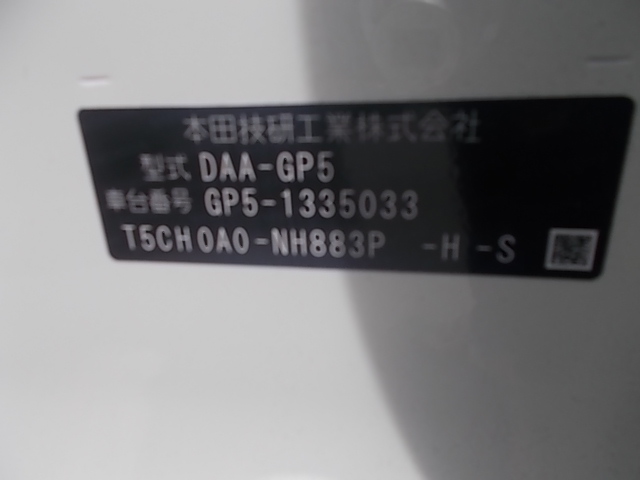 本田技研工業株式会社
型式 DAA-GP5
車台番号 GP5-1335033
T5CH0A0-NH883P -H -S